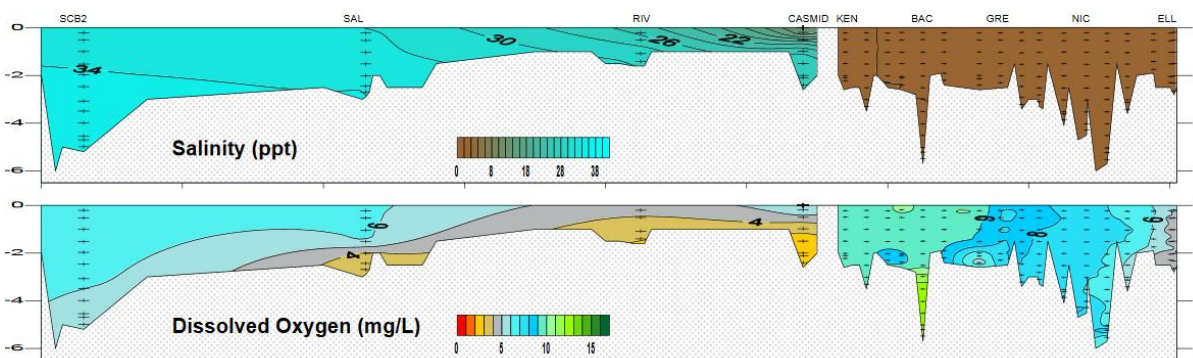 SCB2 SAL RIV CASMID KEN BAC GRE NIC ELL
0
34 30 26 22
-2
-4
Salinity (ppt)
0 8 18 28 38
-6
0
6 4 6 8 6
-2
4
-4
Dissolved Oxygen (mg/L)
0 5 10 15
-6